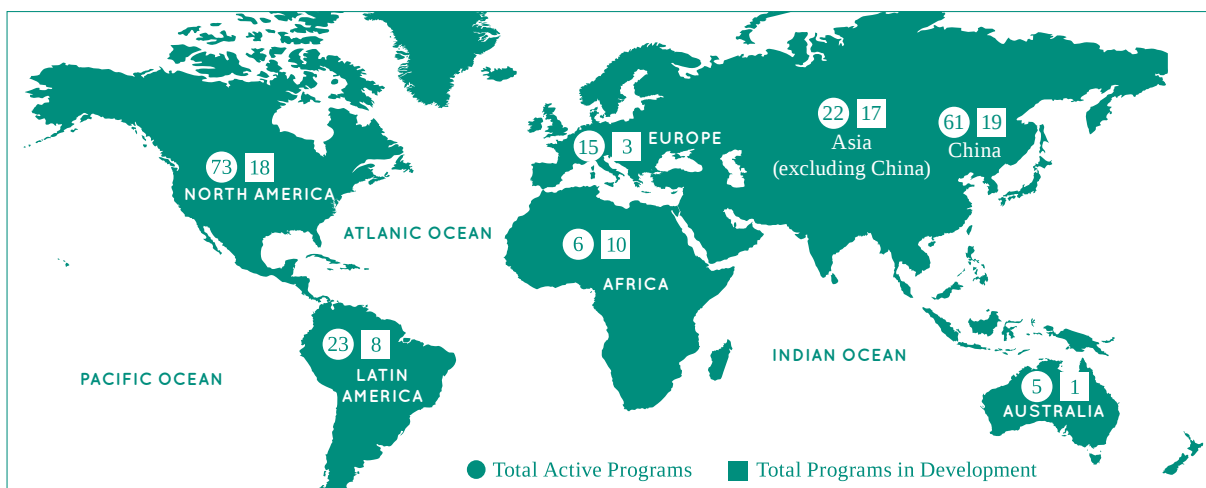 22 17
61 19
Asia
(excluding China)
China
15 3 EUROPE
73 18
NORTH AMERICA
ATLANIC OCEAN
6 10
AFRICA
23 8
LATIN
AMERICA
INDIAN OCEAN
PACIFIC OCEAN
5 1
AUSTRALIA
Total Active Programs
Total Programs in Development